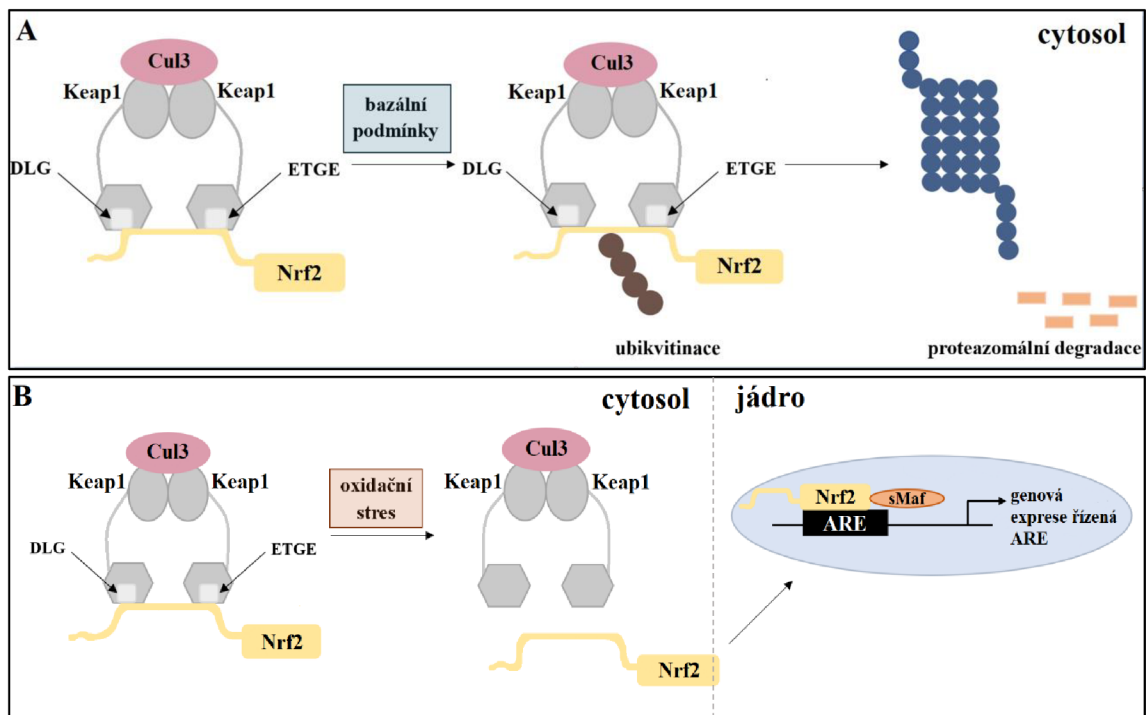 A
cytosol
Cul3
Keap1
Keap1
DLG
ETGE
Nrf2
bazální
podmínky
Cul3
Keap1
Keap1
DLG
ETGE
Nrf2
ubikvitinace
proteazomální degradace
B
cytosol
jádro
Cul3
Keap1
Keap1
DLG
ETGE
Nrf2
oxidační
stres
Cul3
Keap1
Keap1
Nrf2
Nrf2
sMaf
ARE
genová
exprese řízená
ARE